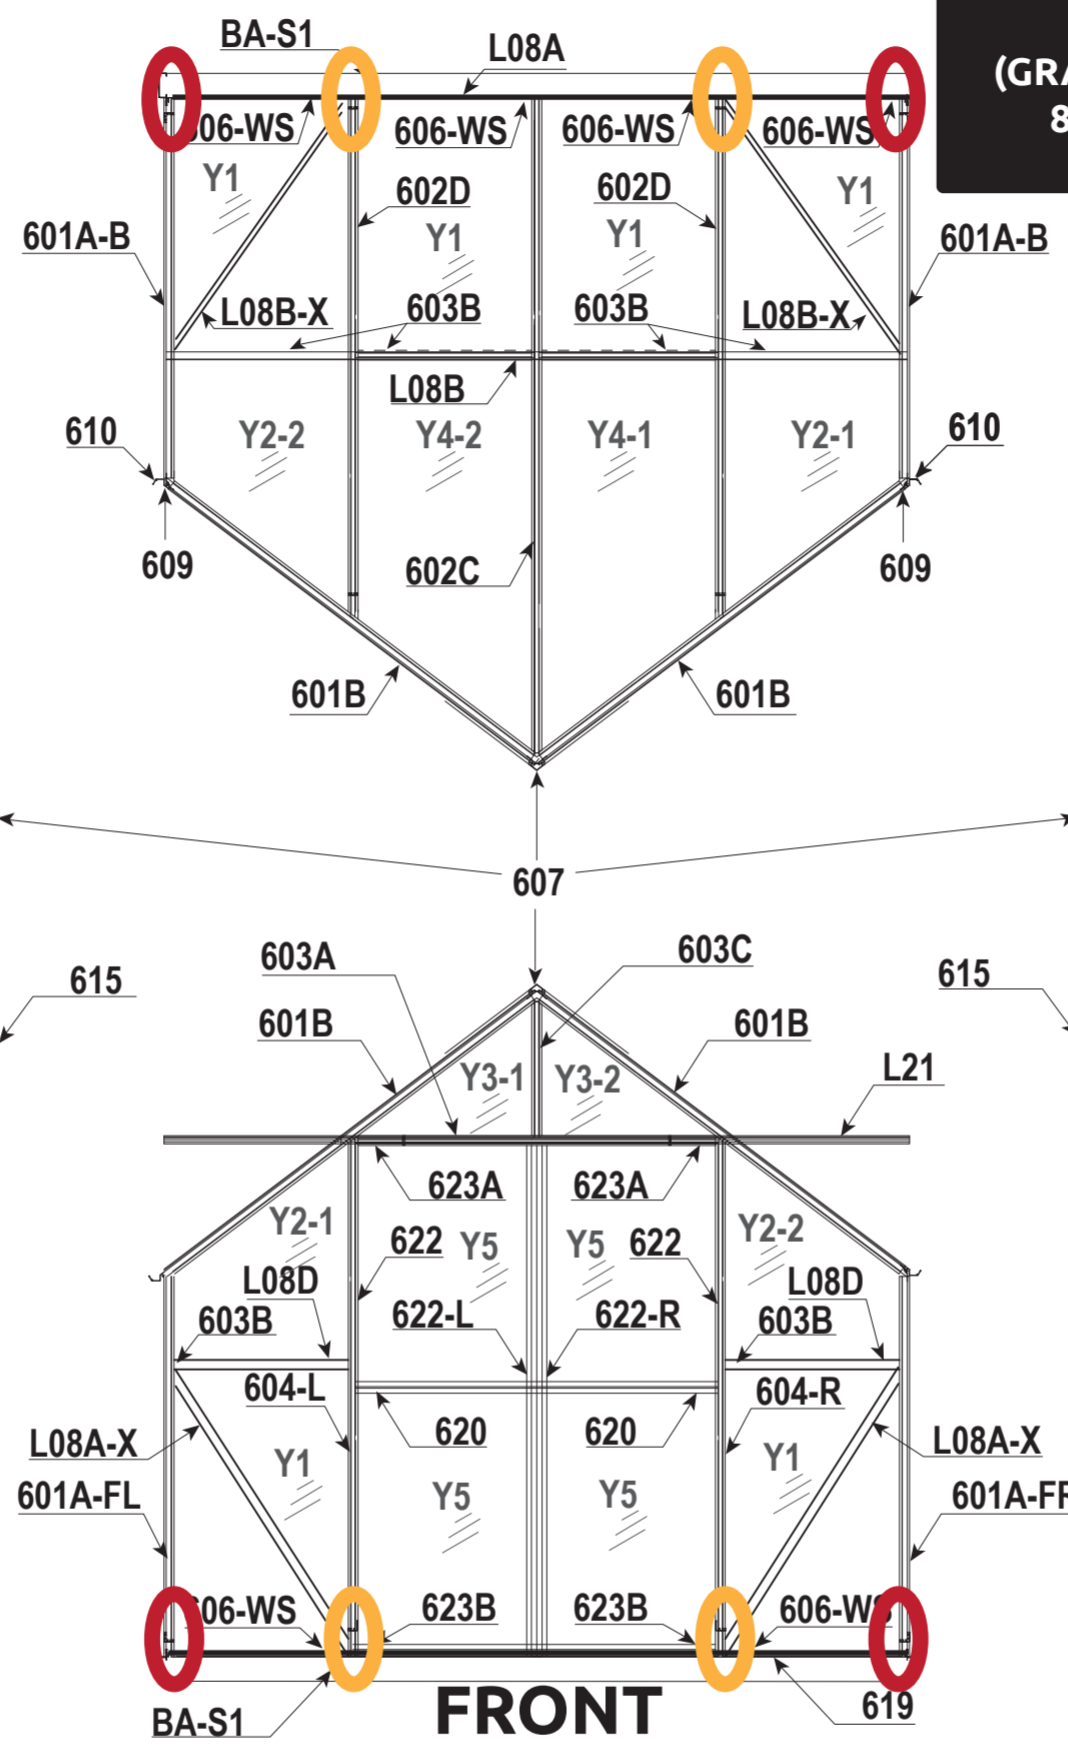 BA-S1
L08A
(GRA
8
606-WS
606-WS
606-WS
606-WS
Y1
602D
602D
Y1
601A-B
Y1
Y1
601A-B
L08B-X
603B
603B
L08B-X
L08B
610
Y2-2
Y4-2
Y4-1
Y2-1
610
609
602C
609
601B
601B
607
603A
603C
615
615
601B
601B
Y3-1
Y3-2
L21
623A
623A
Y2-1
622
Y5
Y5
622
Y2-2
L08D
L08D
603B
622-L
622-R
603B
604-L
604-R
L08A-X
620
620
L08A-X
Y1
Y1
601A-FL
Y5
Y5
601A-FR
606-WS
623B
623B
606-WS
BA-S1
FRONT
619